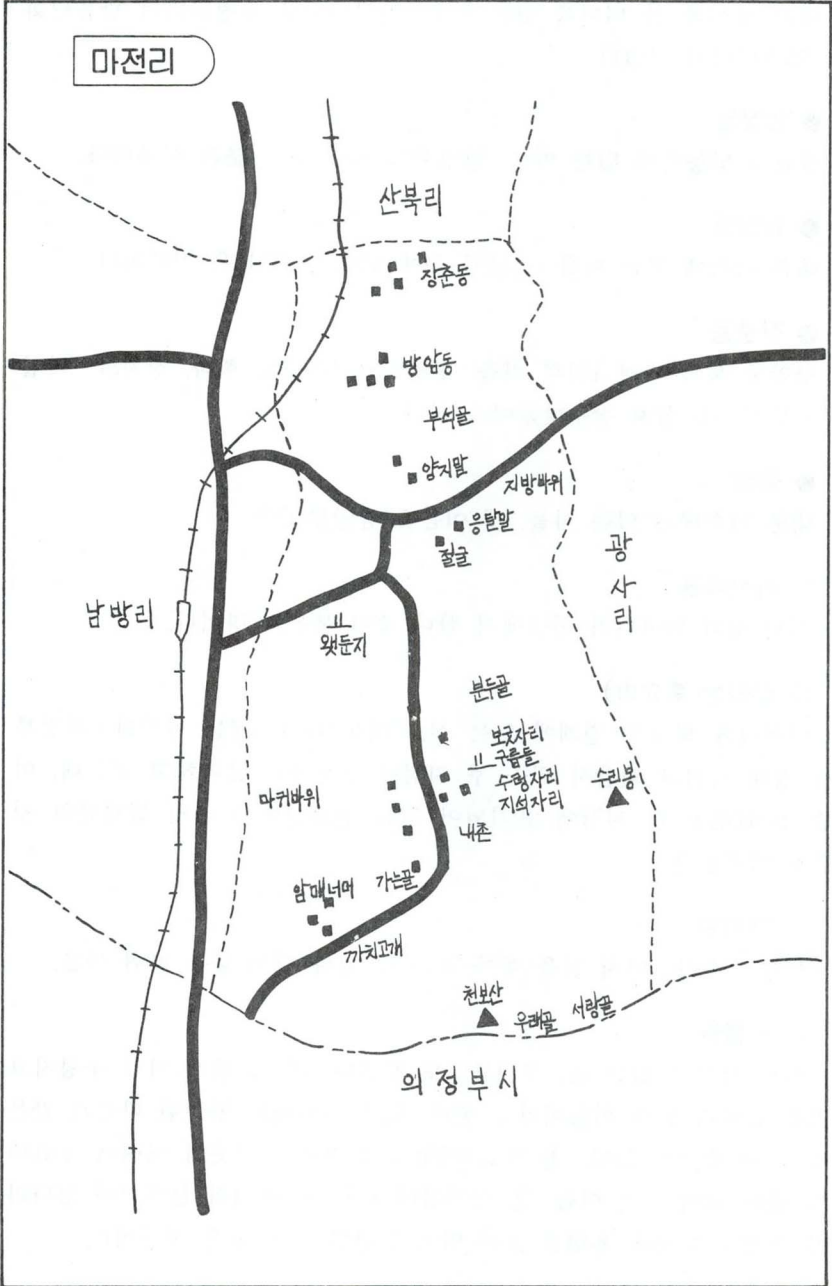 마전리
산북리
장준동
방암동
부석골
양지말
지방바위
응달말
절굴
광사리
남방리
왯둔지
분두골
보굿자리
구름들
수렁자리
지석자리
수리봉
마귀바위
내촌
가는골
암매너머
까치고개
천보산
우래골
서랑골
의정부시